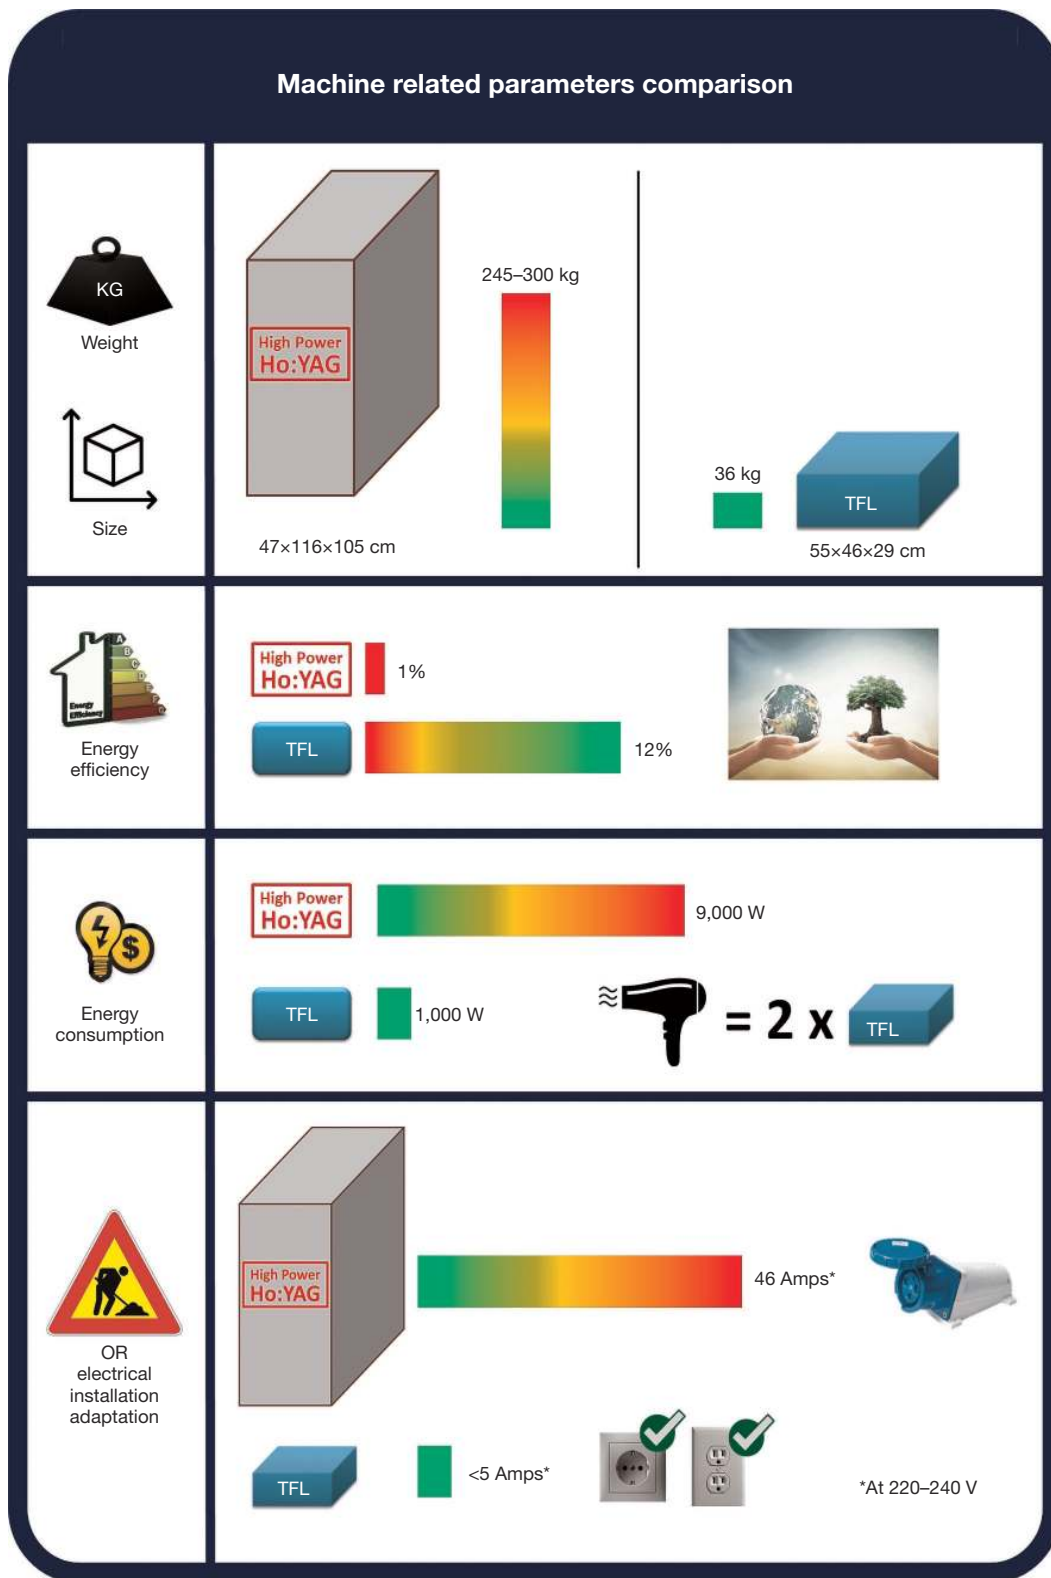 Machine related parameters comparison
KG
Weight
Size
High Power
Ho:YAG
245–300 kg
47×116×105 cm
36 kg
TFL
55×46×29 cm
A
B
C
D
E
F
G
Energy
Efficiency
Energy
efficiency
High Power
Ho:YAG
1%
TFL
12%
$
Energy
consumption
High Power
Ho:YAG
9,000 W
TFL
1,000 W
= 2 x
TFL
OR
electrical
installation
adaptation
High Power
Ho:YAG
46 Amps*
TFL
<5 Amps*
*At 220–240 V